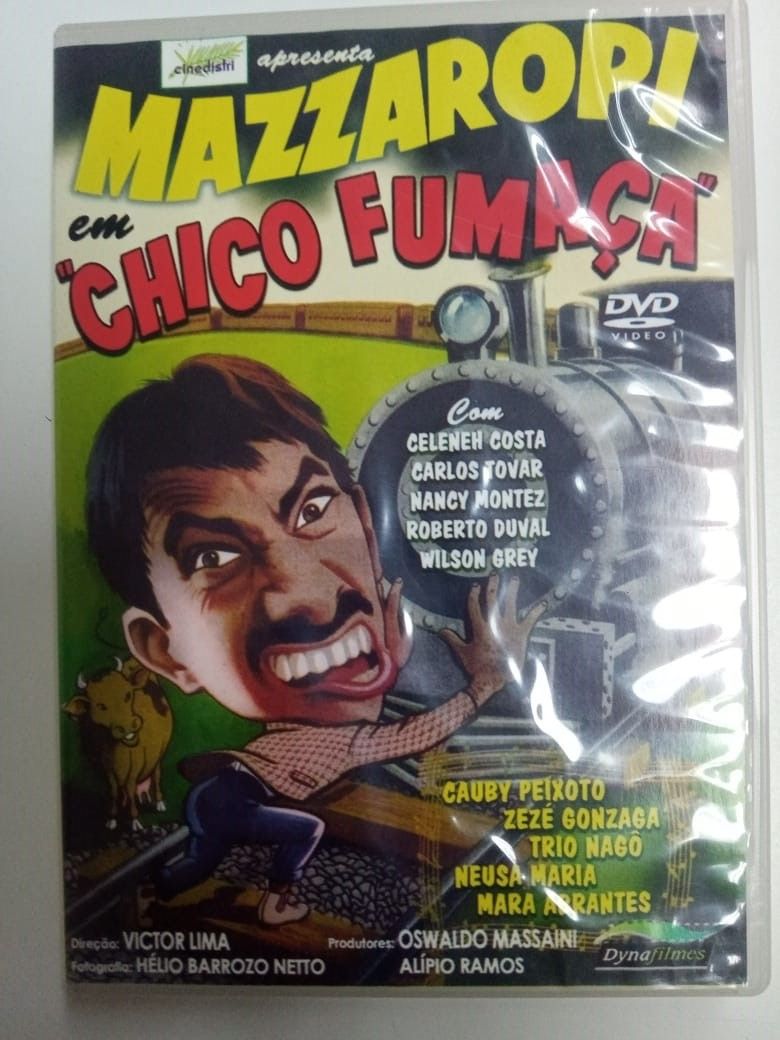 cinedistri apresenta
MAZZAROPI
em
"CHICO FUMAÇA"
DVD
VIDEO
Com
CELENEH COSTA
CARLOS TOVAR
NANCY MONTEZ
ROBERTO DUVAL
WILSON GREY
CAUBY PEIXOTO
ZEZÉ GONZAGA
TRIO NAGÔ
NEUSA MARIA
MARA ABRANTES
Direção: VICTOR LIMA
Fotografia: HÉLIO BARROZO NETTO
Produtores: OSWALDO MASSAINI
ALÍPIO RAMOS
Dynafilmes